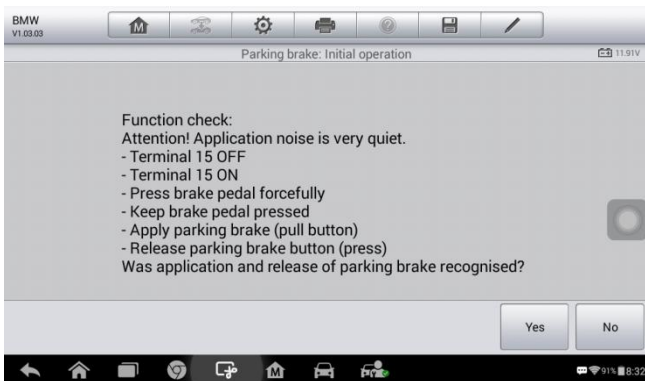 BMW
V1.03.03
M
Parking brake: Initial operation
11.91V
Function check:
Attention! Application noise is very quiet.
- Terminal 15 OFF
- Terminal 15 ON
- Press brake pedal forcefully
- Keep brake pedal pressed
- Apply parking brake (pull button)
- Release parking brake button (press)
Was application and release of parking brake recognised?
Yes No
M
91% 8:32